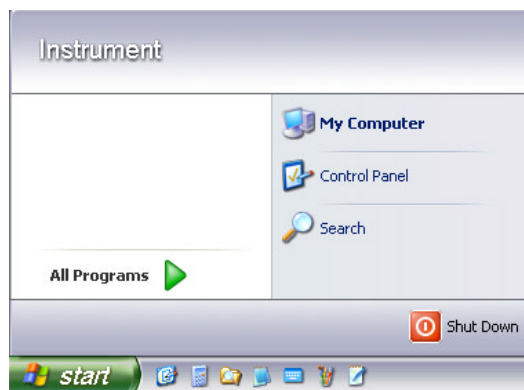 Instrument
My Computer
Control Panel
Search
All Programs
Shut Down
start